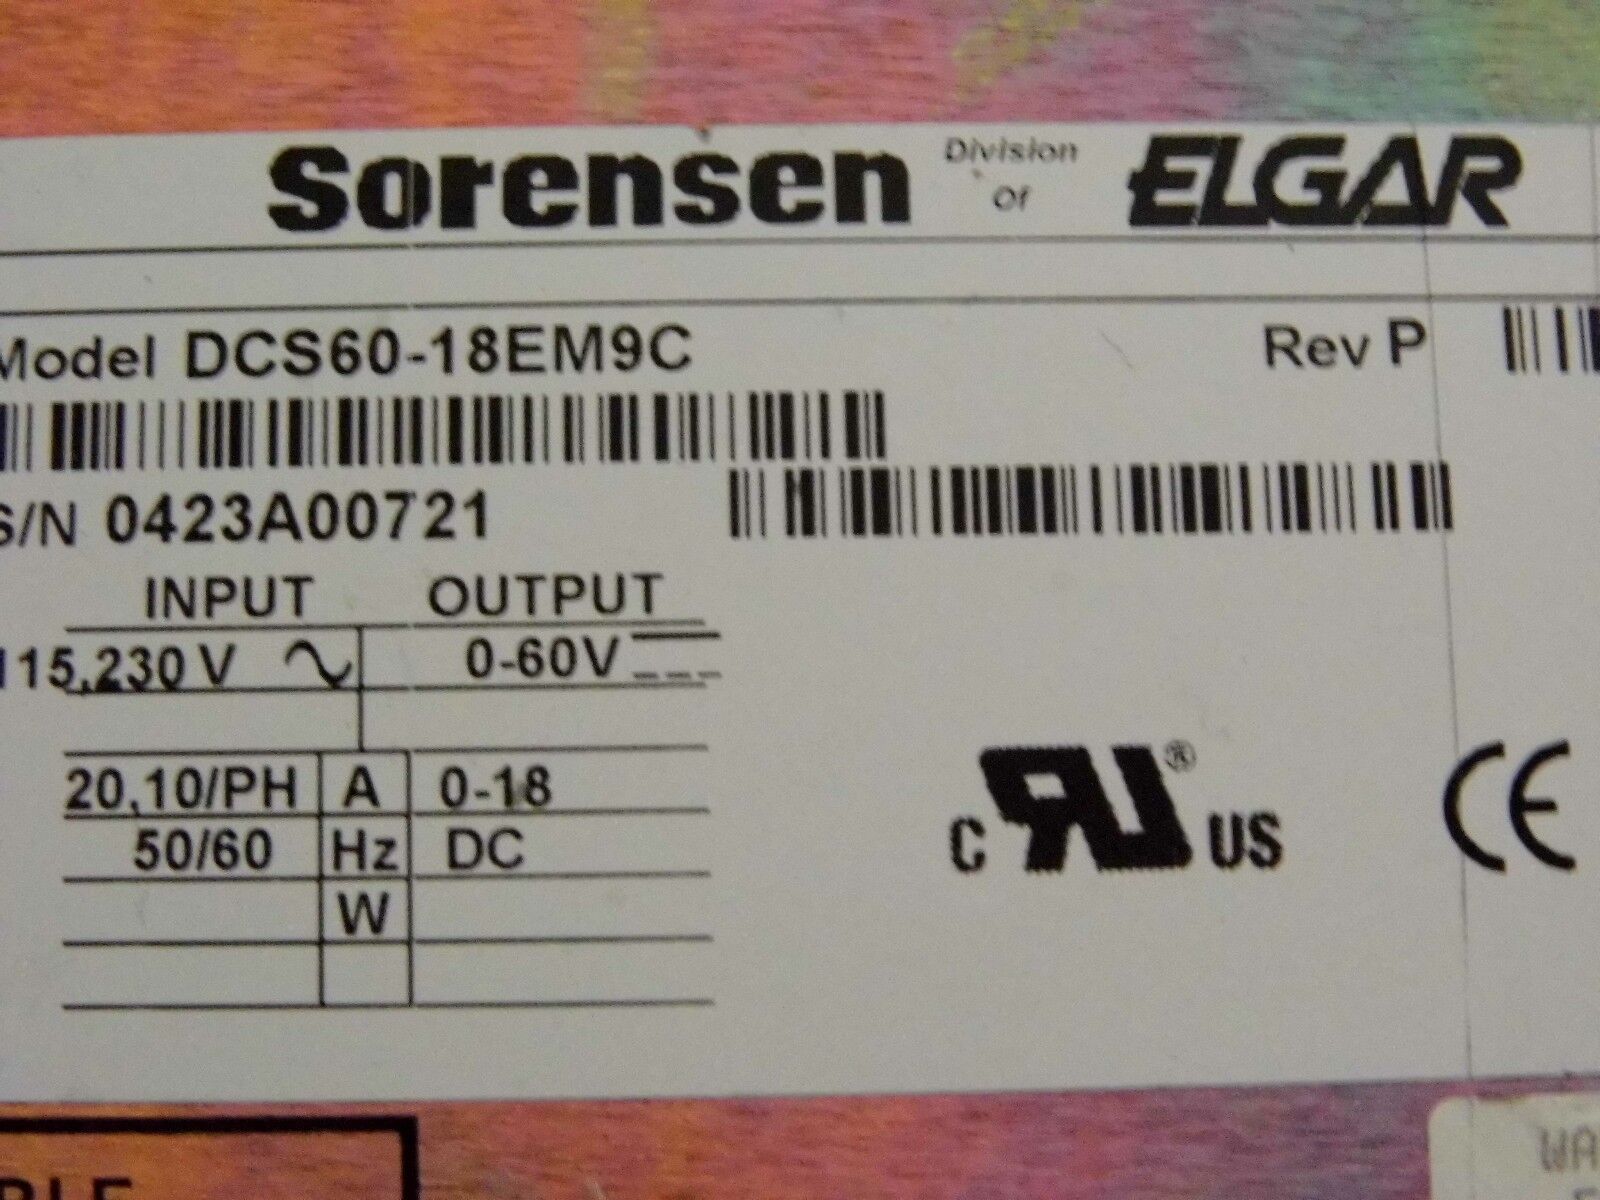 Sorensen Division Of ELGAR
Model DCS60-18EM9C Rev P
S/N 0423A00721
INPUT OUTPUT
115,230 V 0-60V
20,10/PH A 0-18
50/60 Hz DC
W
C RU ® US CE